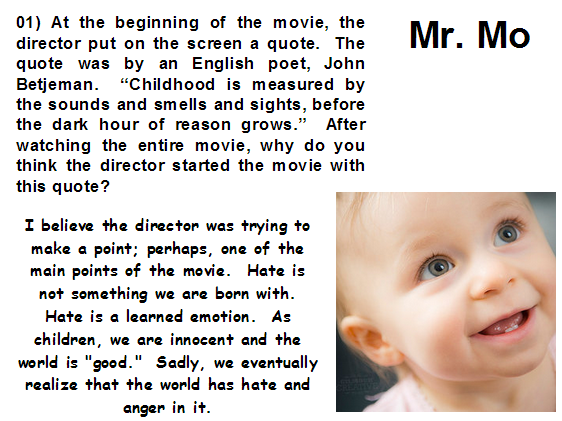 01) At the beginning of the movie, the
director put on the screen a quote. The
quote was by an English poet, John
Betjeman. “Childhood is measured by
the sounds and smells and sights, before
the dark hour of reason grows.” After
watching the entire movie, why do you
think the director started the movie with
this quote?
Mr. Mo
I believe the director was trying to
make a point; perhaps, one of the
main points of the movie. Hate is
not something we are born with.
Hate is a learned emotion. As
children, we are innocent and the
world is "good." Sadly, we eventually
realize that the world has hate and
anger in it.